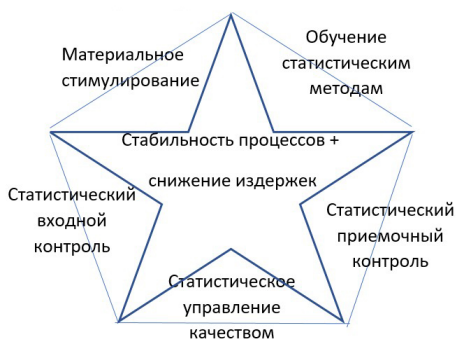 Материальное
стимулирование
Обучение
статистическим
методам
Стабильность процессов +
снижение издержек
Статистический
входной
контроль
Статистический
приемочный
контроль
Статистическое
управление
качеством